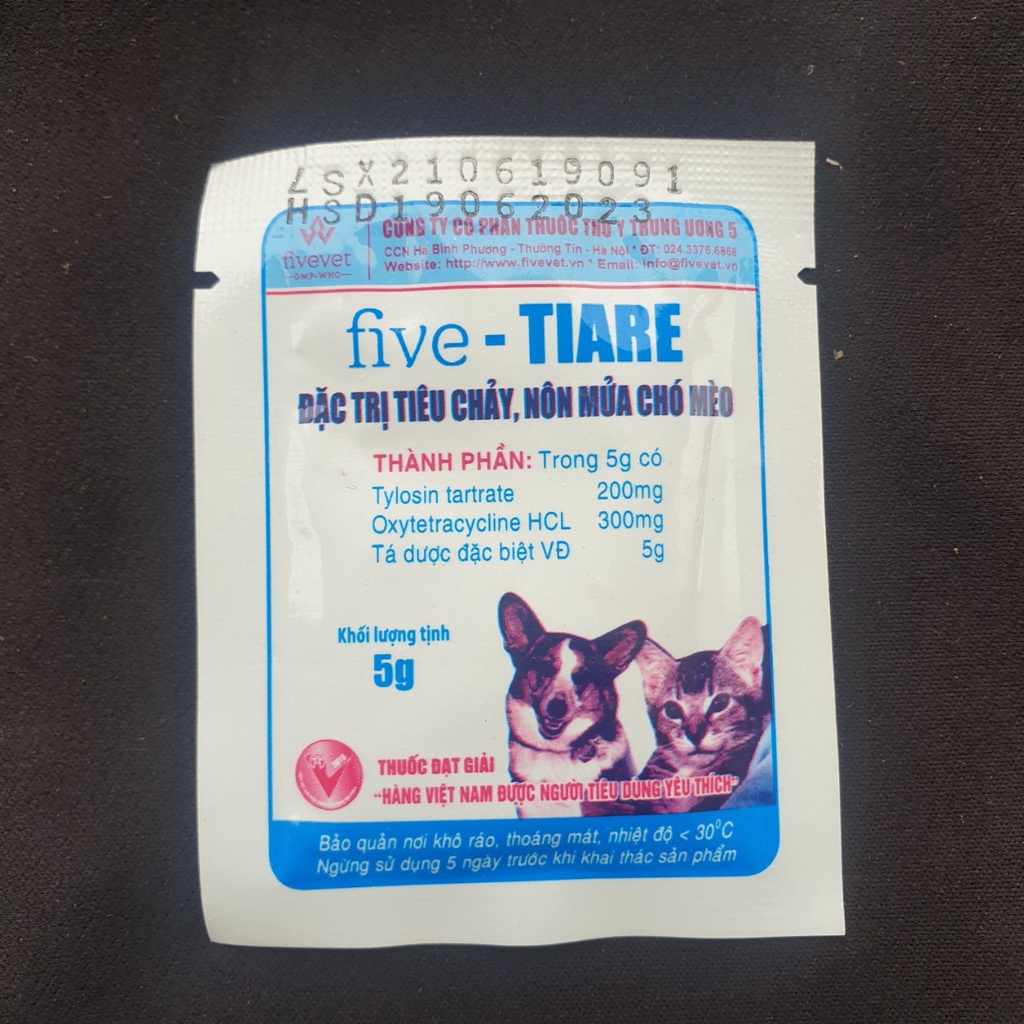 LSX210619091
HSD19062023
fivevet
GMP-WHO
CÔNG TY CỔ PHẦN THUỐC THÚ Y TRUNG ƯƠNG 5
CCN Hà Bình Phương - Thường Tín - Hà Nội * ĐT: 024.3376.6868
Website: http://www.fivevet.vn * Email: Info@fivevet.vn
five - TIARE
ĐẶC TRỊ TIÊU CHẢY, NÔN MỬA CHÓ MÈO
THÀNH PHẦN: Trong 5g có
Tylosin tartrate 200mg
Oxytetracycline HCL 300mg
Tá dược đặc biệt VĐ 5g
Khối lượng tịnh
5g
THUỐC ĐẠT GIẢI
"HÀNG VIỆT NAM ĐƯỢC NGƯỜI TIÊU DÙNG YÊU THÍCH"
Bảo quản nơi khô ráo, thoáng mát, nhiệt độ < 30⁰C
Ngừng sử dụng 5 ngày trước khi khai thác sản phẩm